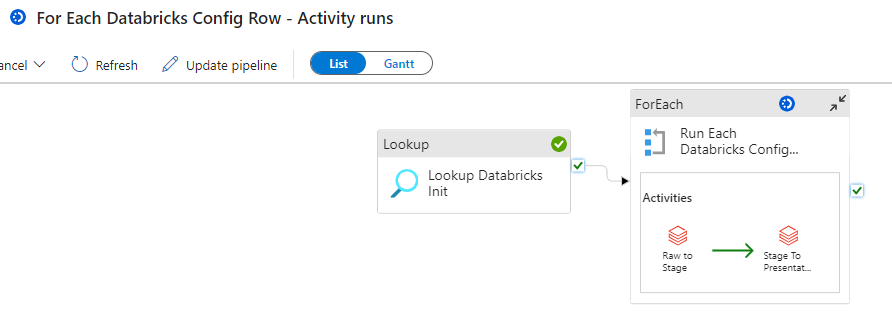 For Each Databricks Config Row - Activity runs
ancel
Refresh
Update pipeline
List
Gantt
Lookup
Lookup Databricks
Init
ForEach
Run Each
Databricks Config...
Activities
Raw to
Stage
Stage To
Presentat...